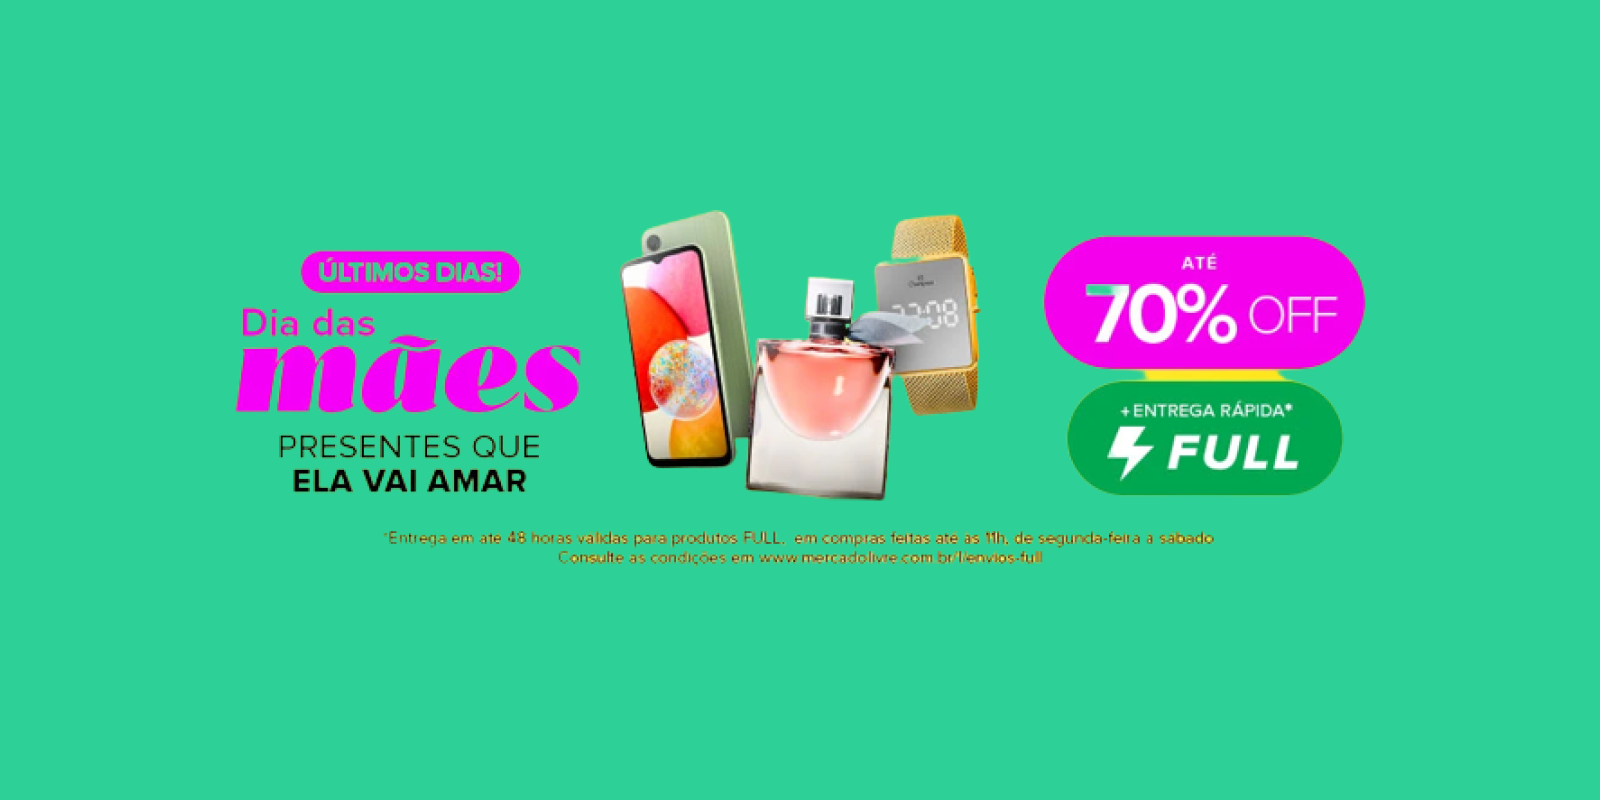 ÚLTIMOS DIAS!
Dia das
mães
PRESENTES QUE
ELA VAI AMAR
22:08
ATÉ
70% OFF
+ENTREGA RÁPIDA*
FULL
*Entrega em até 48 horas válidas para produtos FULL, em compras feitas até as 11h, de segunda-feira a sábado
Consulte as condições em www.mercadolivre.com.br/l/envios-full